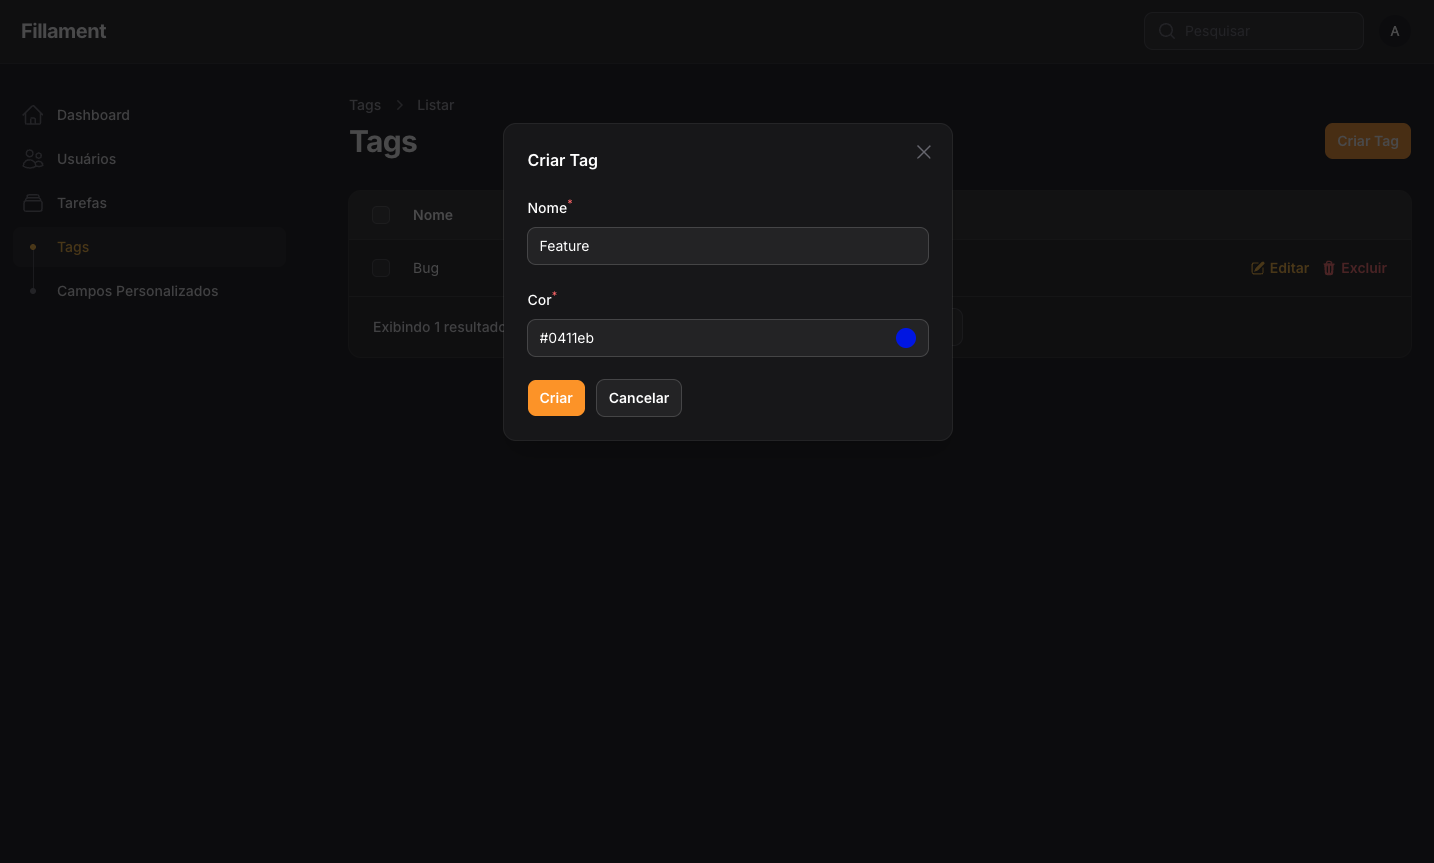 Fillament
Pesquisar
A
Dashboard
Usuários
Tarefas
Tags
Campos Personalizados
Tags
Listar
Tags
Criar Tag
Nome
Bug
Editar
Excluir
Exibindo 1 resultado
Criar Tag
Nome*
Feature
Cor*
#0411eb
Criar
Cancelar